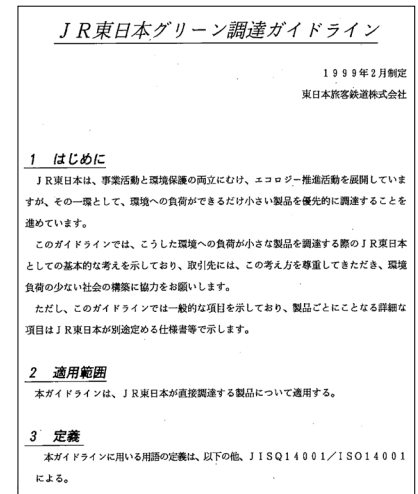 ＪＲ東日本グリーン調達ガイドライン
１９９９年２月制定
東日本旅客鉄道株式会社
1 はじめに
ＪＲ東日本は、事業活動と環境保護の両立にむけ、エコロジー推進活動を展開していま
すが、その一環として、環境への負荷ができるだけ小さい製品を優先的に調達することを
進めています。
このガイドラインでは、こうした環境への負荷が小さな製品を調達する際のＪＲ東日本
としての基本的な考えを示しており、取引先には、この考え方を尊重してきただき、環境
負荷の少ない社会の構築に協力をお願いします。
ただし、このガイドラインでは一般的な項目を示しており、製品ごとにことなる詳細な
項目はＪＲ東日本が別途定める仕様書等で示します。
2 適用範囲
本ガイドラインは、ＪＲ東日本が直接調達する製品について適用する。
3 定義
本ガイドラインに用いる用語の定義は、以下の他、ＪＩＳＱ１４００１／ＩＳＯ１４００１
による。